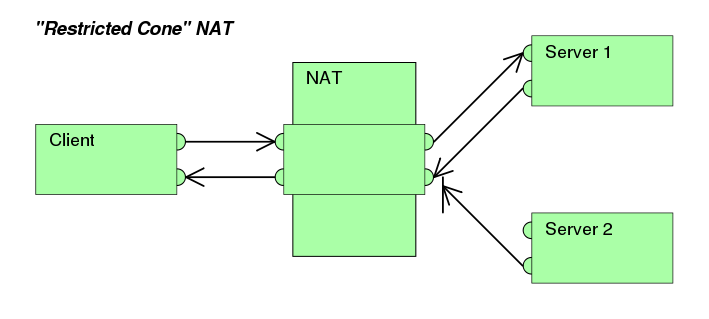 "Restricted Cone" NAT
NAT
Server 1
Client
Server 2